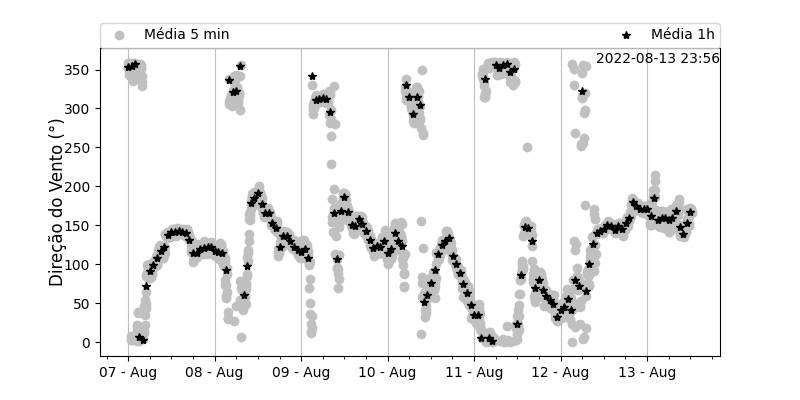 Média 5 min
Média 1h
2022-08-13 23:56
Direção do Vento (°)
350
300
250
200
150
100
50
0
07 - Aug
08 - Aug
09 - Aug
10 - Aug
11 - Aug
12 - Aug
13 - Aug